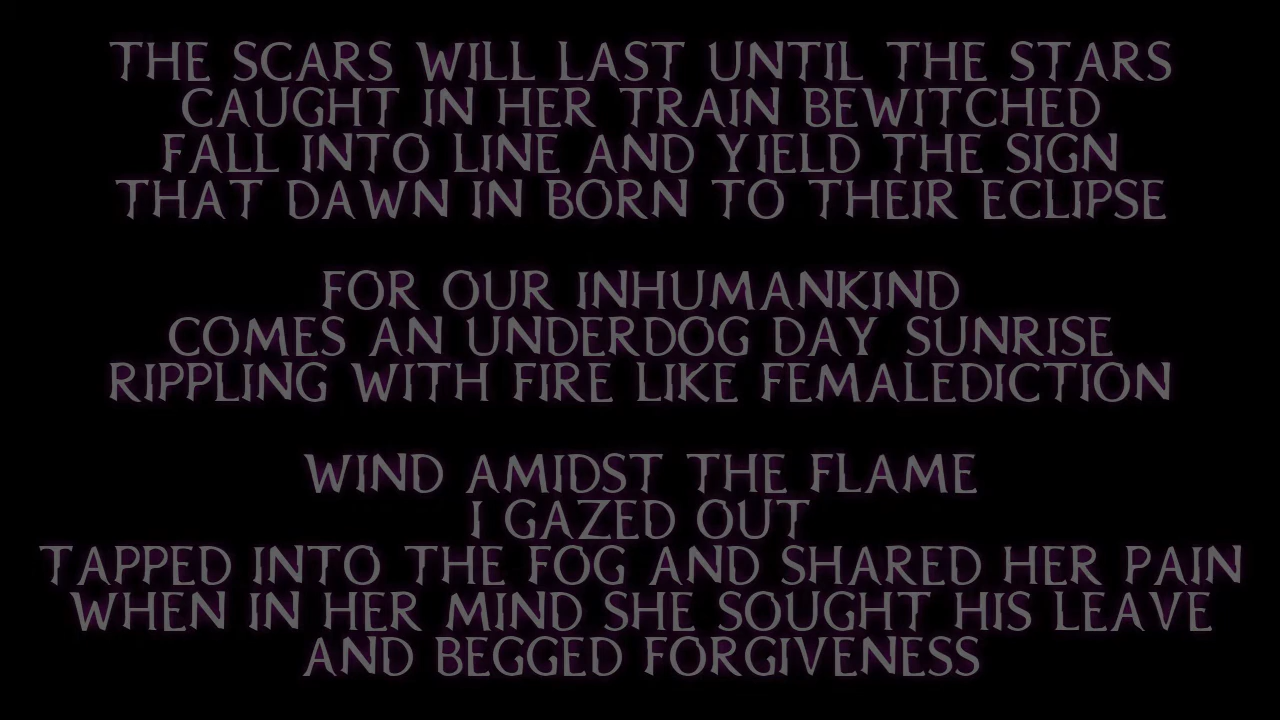 THE SCARS WILL LAST UNTIL THE STARS
CAUGHT IN HER TRAIN BEWITCHED
FALL INTO LINE AND YIELD THE SIGN
THAT DAWN IN BORN TO THEIR ECLIPSE
FOR OUR INHUMANKIND
COMES AN UNDERDOG DAY SUNRISE
RIPPLING WITH FIRE LIKE FEMALEDICTION
WIND AMIDST THE FLAME
I GAZED OUT
TAPPED INTO THE FOG AND SHARED HER PAIN
WHEN IN HER MIND SHE SOUGHT HIS LEAVE
AND BEGGED FORGIVENESS